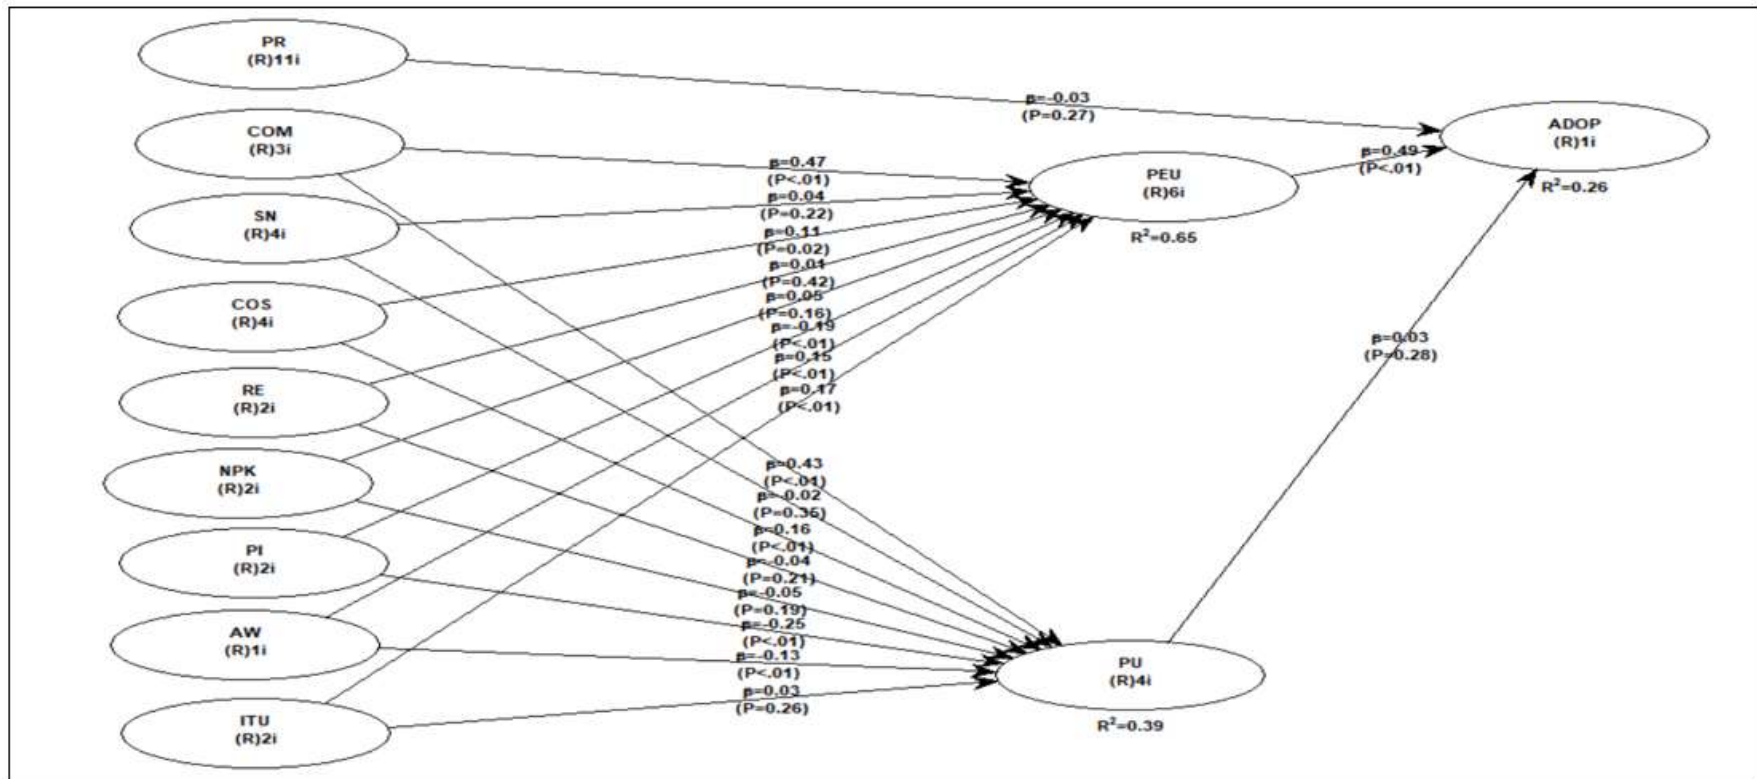 PR
(R)11i
COM
(R)3i
SN
(R)4i
COS
(R)4i
RE
(R)2i
NPK
(R)2i
PI
(R)2i
AW
(R)1i
ITU
(R)2i
β=-0.03
(P=0.27)
β=0.47
(P<.01)
β=0.04
(P=0.22)
β=0.11
(P=0.02)
β=0.01
(P=0.42)
β=0.05
(P=0.16)
β=-0.19
(P<.01)
β=0.15
(P<.01)
β=0.17
(P<.01)
β=0.43
(P<.01)
β=-0.02
(P=0.35)
β=0.16
(P<.01)
β=-0.04
(P=0.21)
β=-0.05
(P=0.19)
β=-0.25
(P<.01)
β=-0.13
(P<.01)
β=0.03
(P=0.26)
PEU
(R)6i
R²=0.65
PU
(R)4i
R²=0.39
β=0.49
(P<.01)
β=0.03
(P=0.28)
ADOP
(R)1i
R²=0.26